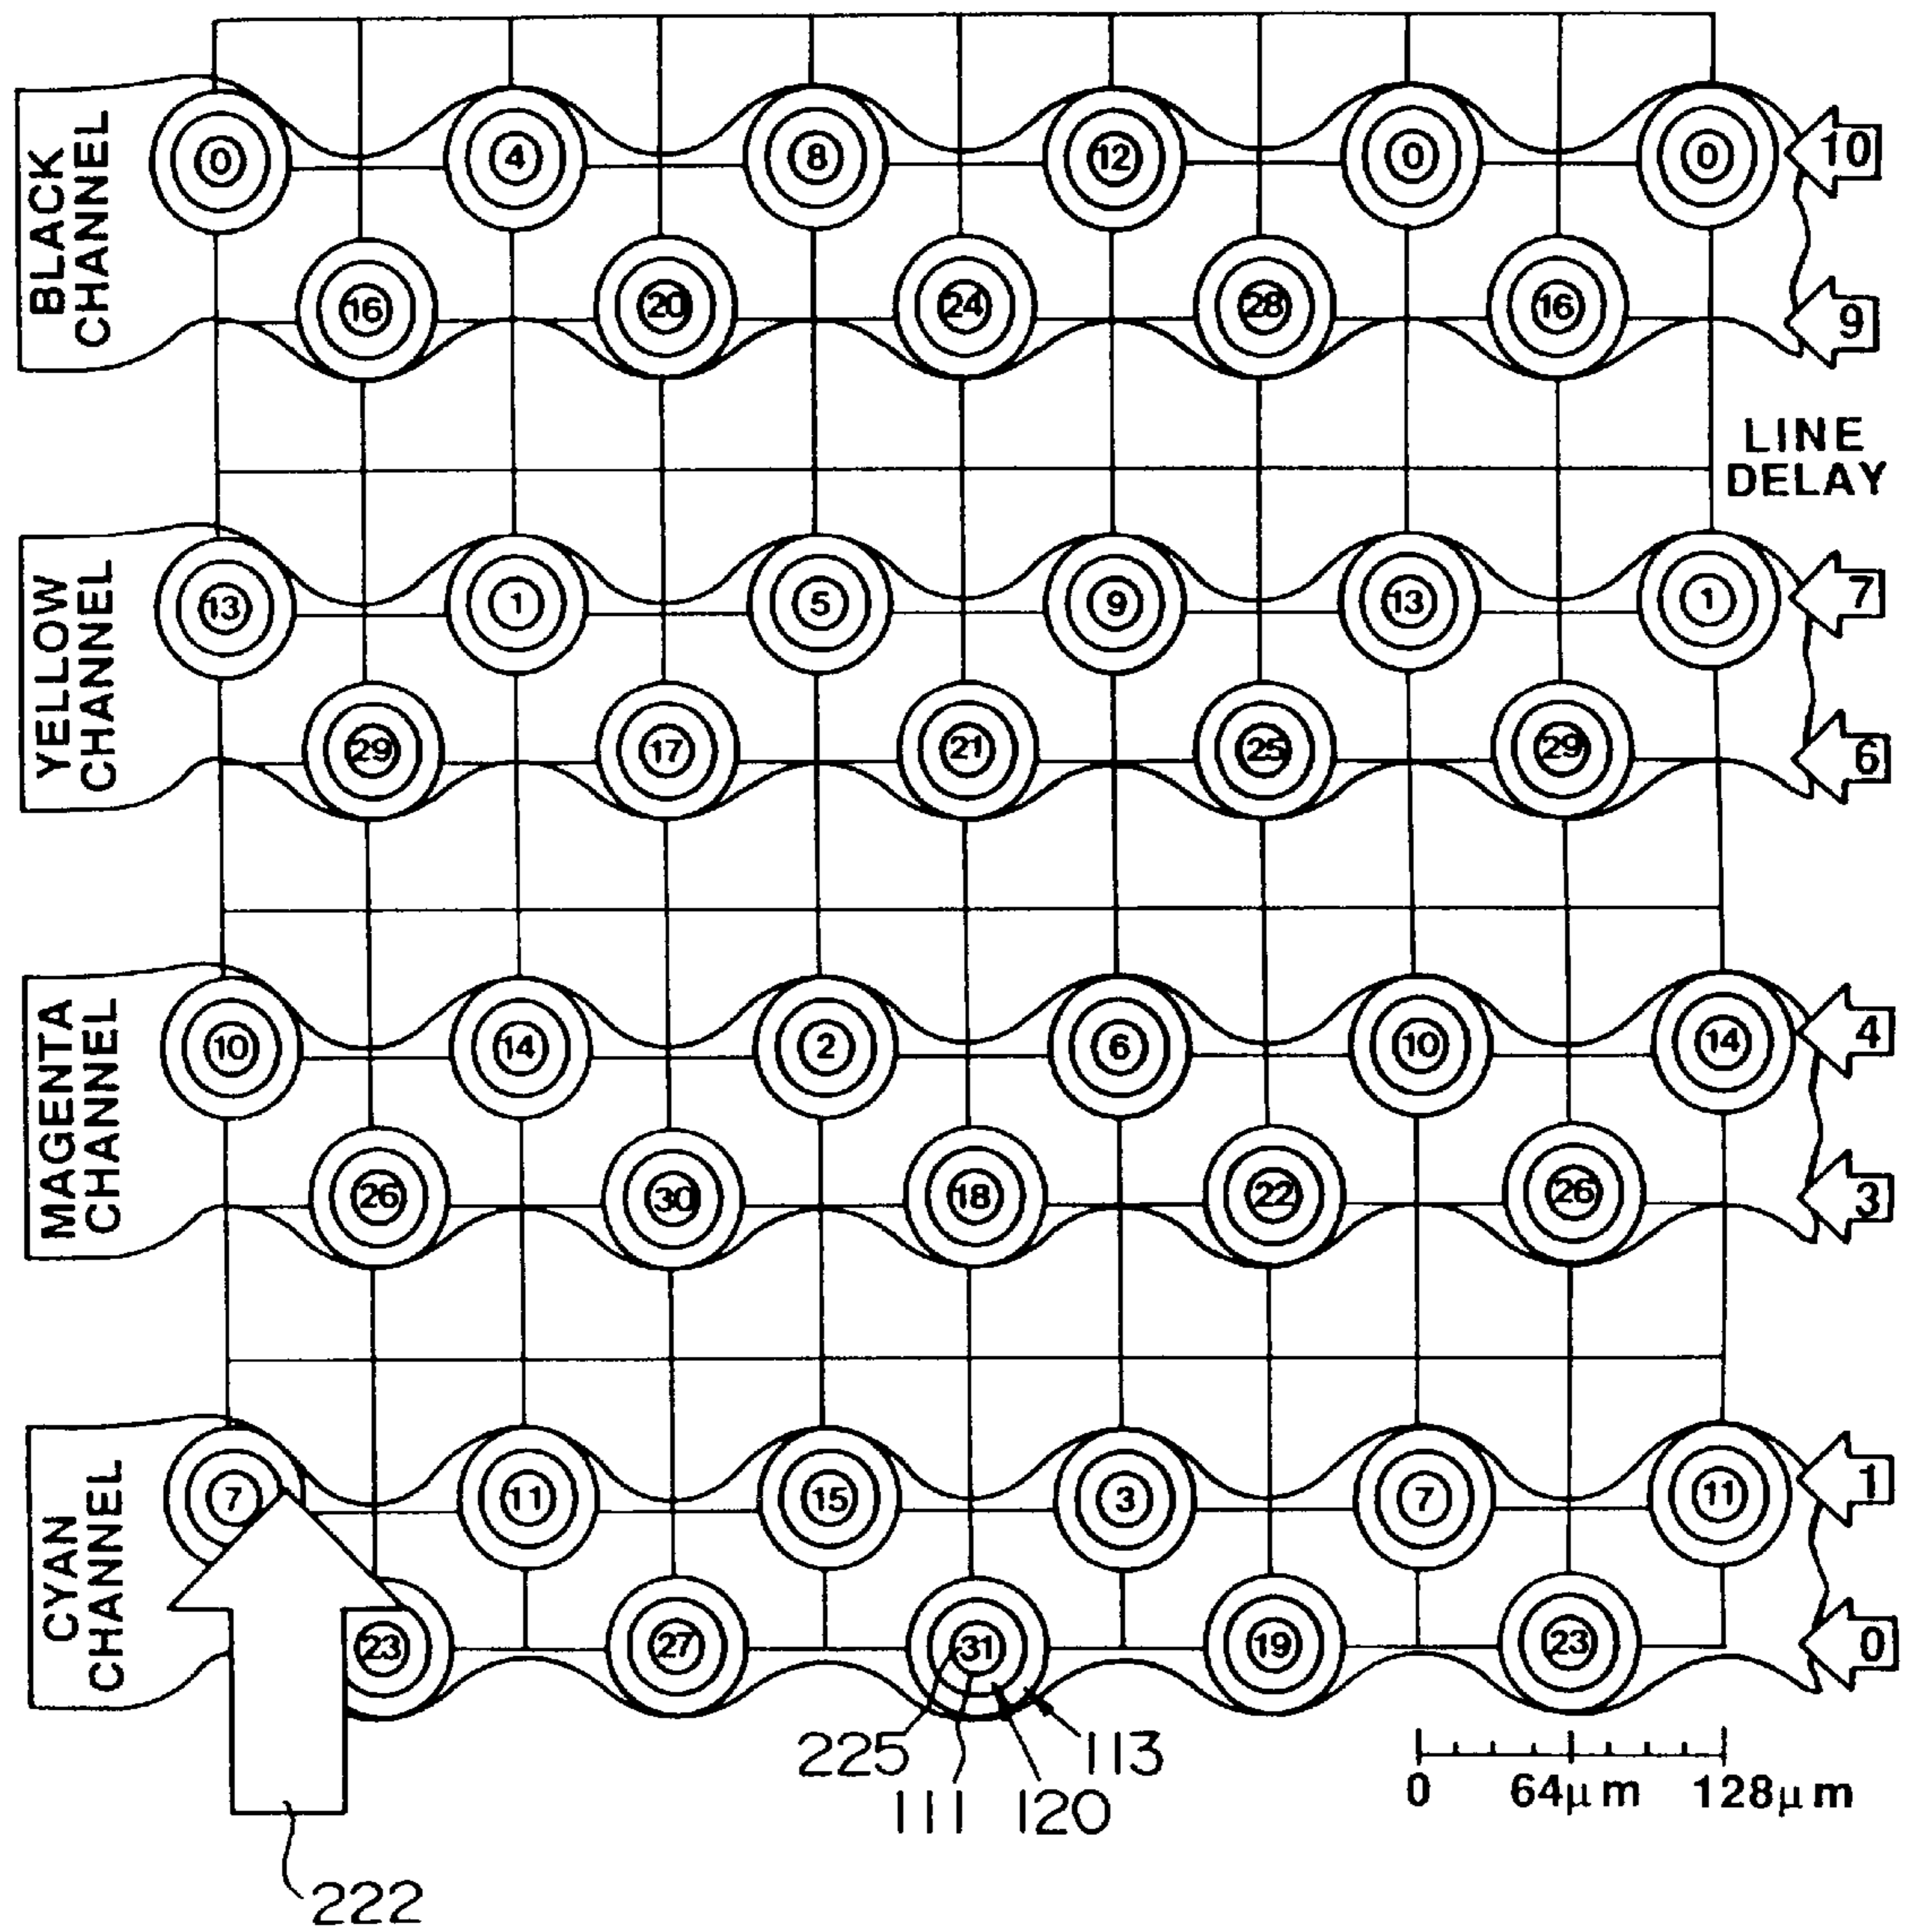 BLACK
CHANNEL
0 4 8 12 0 0
10
16 20 24 28 16
9
LINE
DELAY
YELLOW
CHANNEL
13 1 5 9 13 1
7
29 17 21 25 29
6
MAGENTA
CHANNEL
10 14 2 6 10 14
4
26 30 18 22 26
3
CYAN
CHANNEL
7 11 15 3 7 11
1
23 27 31 19 23
0
225 113
111 120
0 64μm 128μm
222